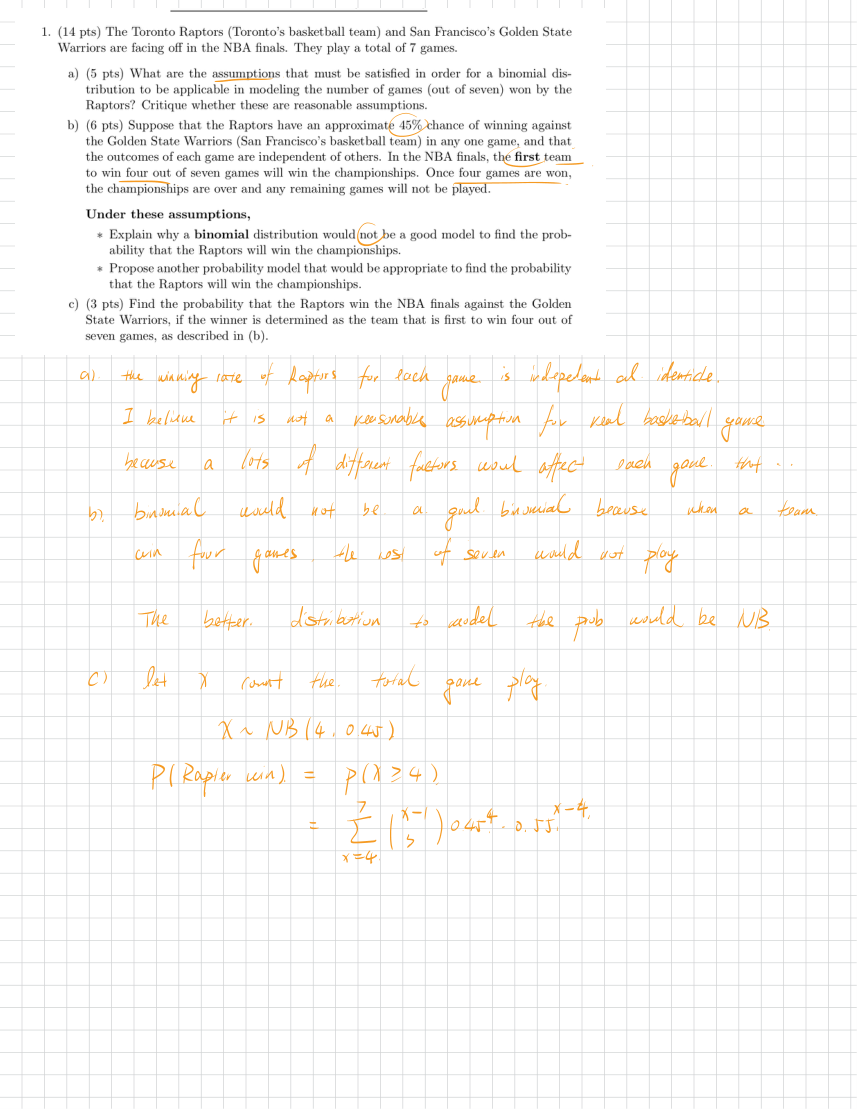 1. (14 pts) The Toronto Raptors (Toronto's basketball team) and San Francisco's Golden State
Warriors are facing off in the NBA finals. They play a total of 7 games.
a) (5 pts) What are the assumptions that must be satisfied in order for a binomial dis-
tribution to be applicable in modeling the number of games (out of seven) won by the
Raptors? Critique whether these are reasonable assumptions.
b) (6 pts) Suppose that the Raptors have an approximate 45% chance of winning against
the Golden State Warriors (San Francisco's basketball team) in any one game, and that
the outcomes of each game are independent of others. In the NBA finals, the first team
to win four out of seven games will win the championships. Once four games are won,
the championships are over and any remaining games will not be played.
Under these assumptions,
* Explain why a binomial distribution would not be a good model to find the prob-
ability that the Raptors will win the championships.
* Propose another probability model that would be appropriate to find the probability
that the Raptors will win the championships.
c) (3 pts) Find the probability that the Raptors win the NBA finals against the Golden
State Warriors, if the winner is determined as the team that is first to win four out of
seven games, as described in (b).
a) the winning rate of Raptors for each game is indepelent ad identicle.
I believe it is not a reasonable assumption for real basketball game
because a lots of different factors woul affect each game. that ..
b), binomial would not be a binomial because when a team
win four games. the rest of seven would not play
The better. distribution to model the prob would be NB
C) let X count the. total game play.
X ~ NB(4. 0.45)
P(Rapter win) = P(X ≥ 4)
= \sum_{x=4}^{7} \binom{x-1}{3} 0.45^4 · 0.55^{x-4}.